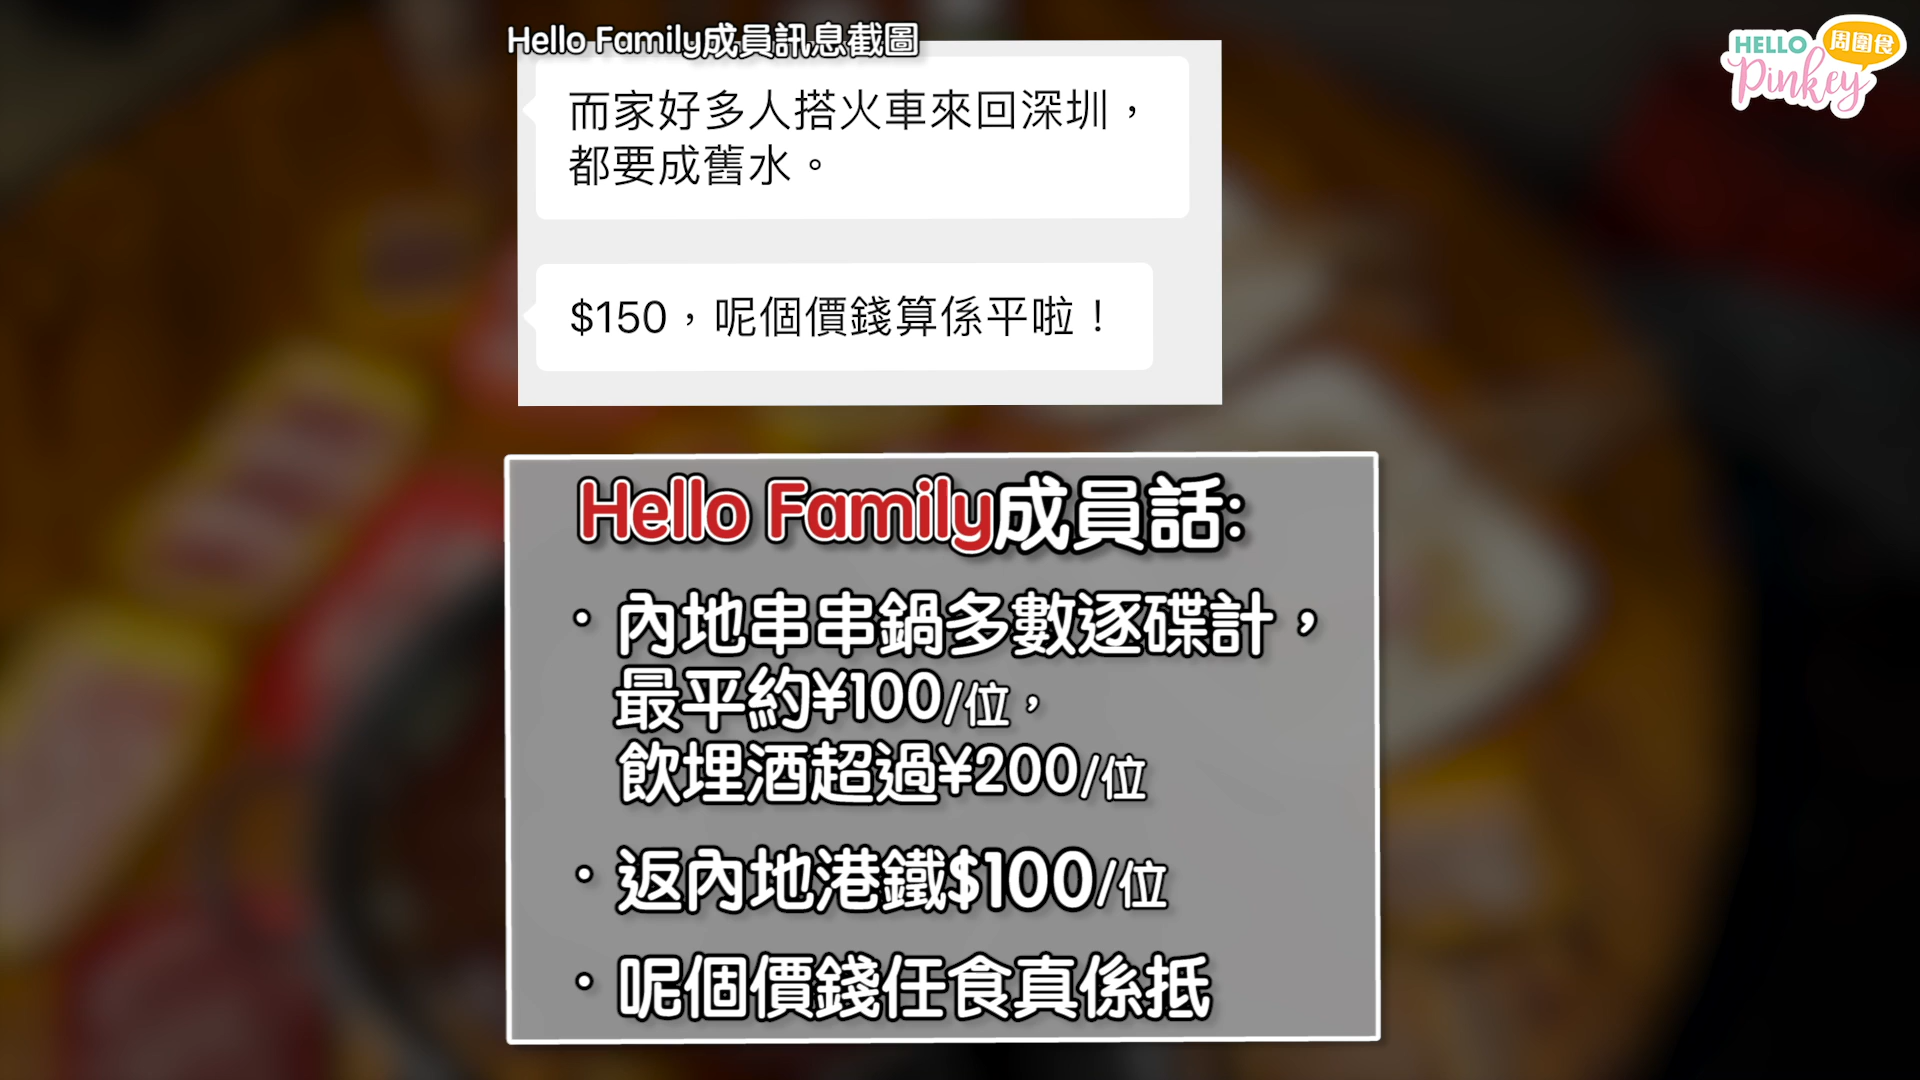 Hello Family成員訊息截圖
HELLO 周圍食
Pinkey
而家好多人搭火車來回深圳，
都要成舊水。
$150，呢個價錢算係平啦！
Hello Family成員話:
· 內地串串鍋多數逐碟計，
最平約¥100/位，
飲埋酒超過¥200/位
· 返內地港鐵$100/位
· 呢個價錢任食真係抵